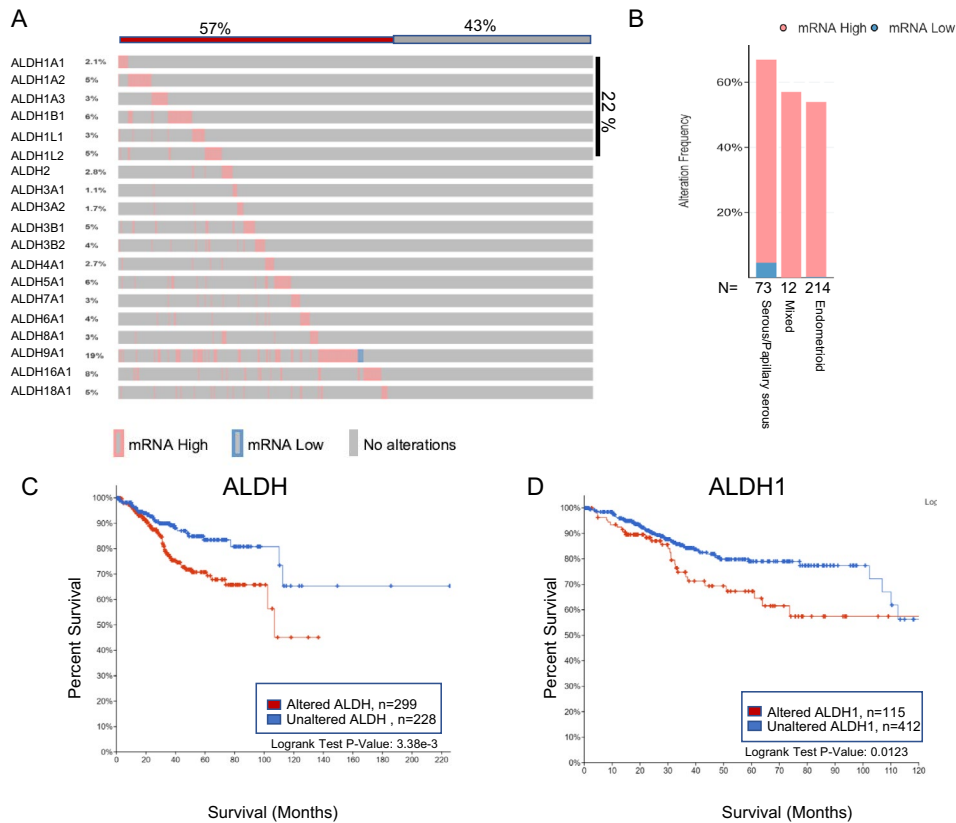 A
57%
43%
ALDH1A1 2.1%
ALDH1A2 5%
ALDH1A3 3%
ALDH1B1 6%
ALDH1L1 3%
ALDH1L2 5%
ALDH2 2.8%
ALDH3A1 1.1%
ALDH3A2 1.7%
ALDH3B1 5%
ALDH3B2 4%
ALDH4A1 2.7%
ALDH5A1 6%
ALDH7A1 3%
ALDH6A1 4%
ALDH8A1 3%
ALDH9A1 19%
ALDH16A1 8%
ALDH18A1 5%
22 %
mRNA High mRNA Low No alterations
B
mRNA High mRNA Low
Alteration Frequency
60%
40%
20%
N= 73 12 214
Serous/Papillary serous
Mixed
Endometrioid
C
ALDH
Percent Survival
100%
90%
80%
70%
60%
50%
40%
30%
20%
10%
0%
Altered ALDH, n=299
Unaltered ALDH , n=228
Logrank Test P-Value: 3.38e-3
0 20 40 60 80 100 120 140 160 180 200 220
Survival (Months)
D
ALDH1
Log
Percent Survival
100%
90%
80%
70%
60%
50%
40%
30%
20%
10%
0%
Altered ALDH1, n=115
Unaltered ALDH1, n=412
Logrank Test P-Value: 0.0123
0 10 20 30 40 50 60 70 80 90 100 110 120
Survival (Months)